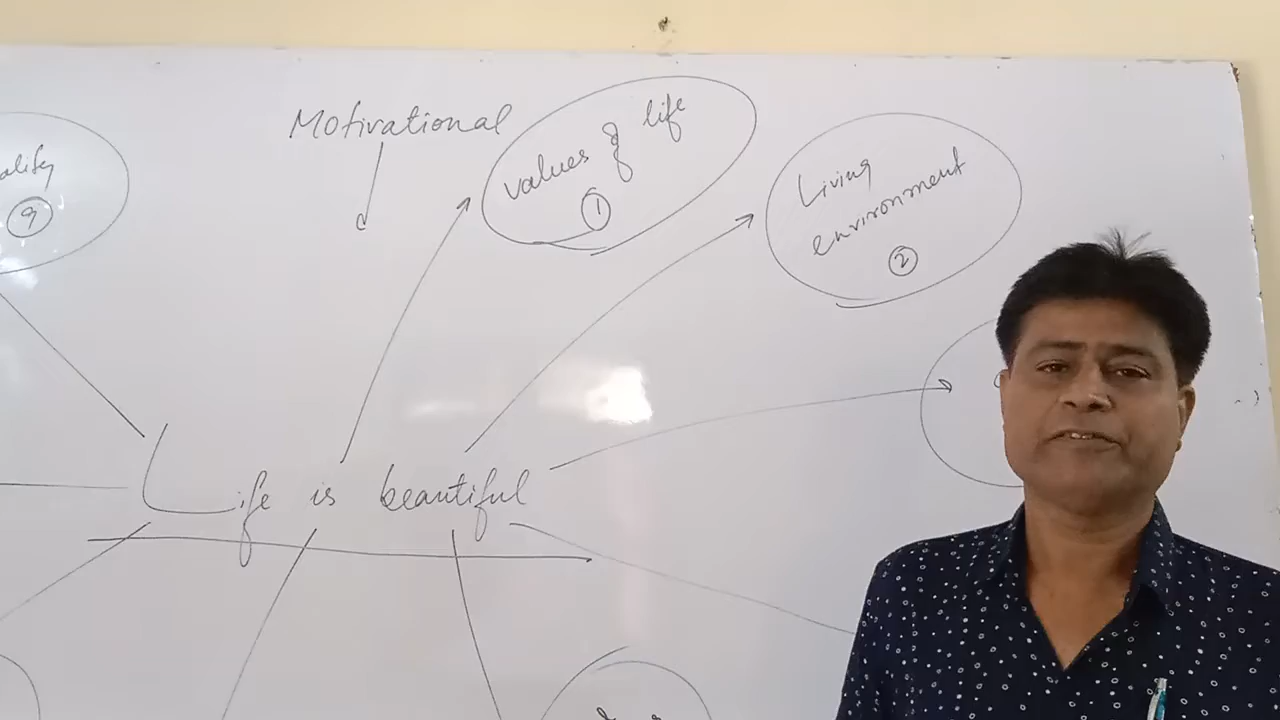 Motivational
values of life
1
Living
environment
2
9
Life is beautiful